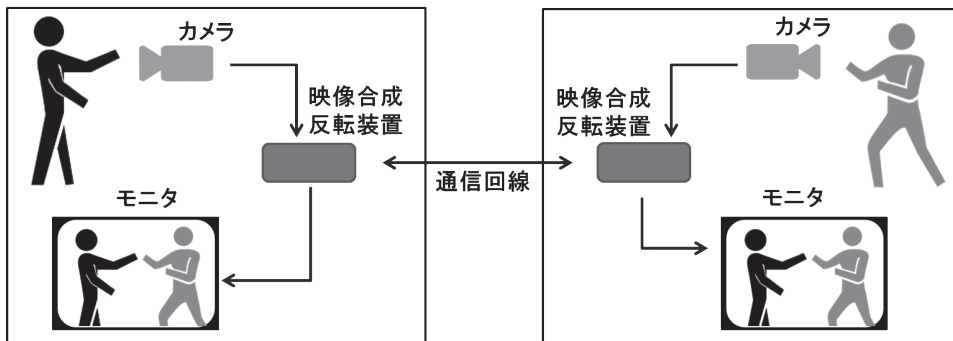 カメラ
映像合成
反転装置
モニタ
通信回線
カメラ
映像合成
反転装置
モニタ